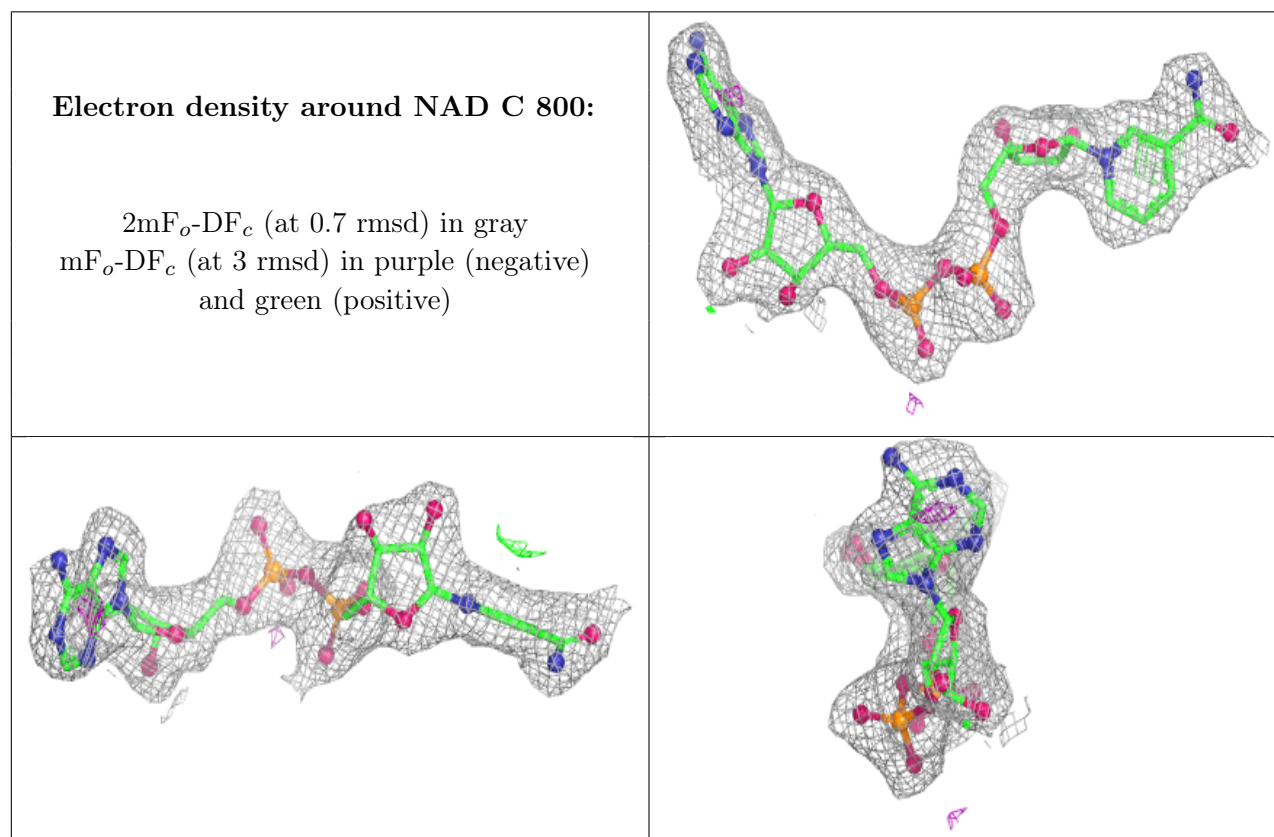 Electron density around NAD C 800:
2mFo-DFc (at 0.7 rmsd) in gray
mFo-DFc (at 3 rmsd) in purple (negative)
and green (positive)